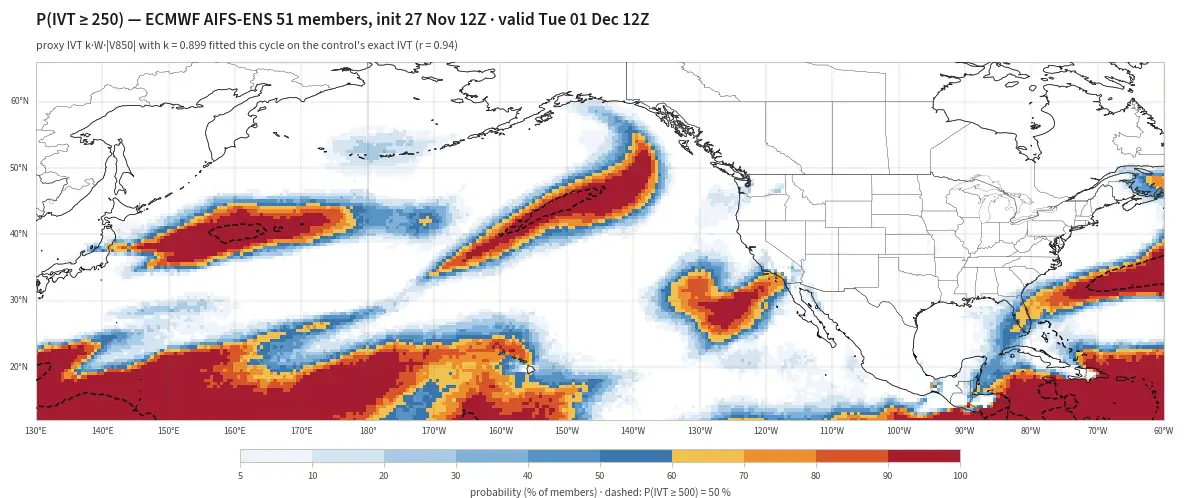 P(IVT ≥ 250) — ECMWF AIFS-ENS 51 members, init 27 Nov 12Z · valid Tue 01 Dec 12Z
proxy IVT k·W·|V850| with k = 0.899 fitted this cycle on the control's exact IVT (r = 0.94)
60°N
50°N
40°N
30°N
20°N
130°E 140°E 150°E 160°E 170°E 180° 170°W 160°W 150°W 140°W 130°W 120°W 110°W 100°W 90°W 80°W 70°W 60°W
5 10 20 30 40 50 60 70 80 90 100
probability (% of members) · dashed: P(IVT ≥ 500) = 50 %